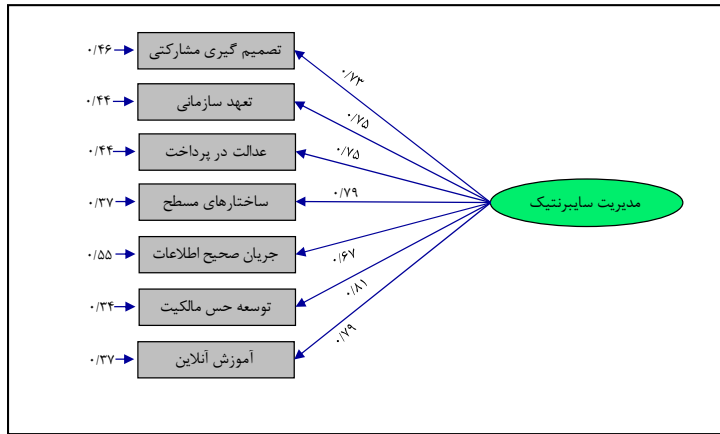 ۰/۴۶
تصمیم گیری مشارکتی
۰/۷۳
۰/۴۴
تعهد سازمانی
۰/۷۵
۰/۴۴
عدالت در پرداخت
۰/۷۵
۰/۳۷
ساختارهای مسطح
۰/۷۹
مدیریت سایبرنتیک
۰/۵۵
جریان صحیح اطلاعات
۰/۶۷
۰/۳۴
توسعه حس مالکیت
۰/۸۱
۰/۳۷
آموزش آنلاین
۰/۷۹